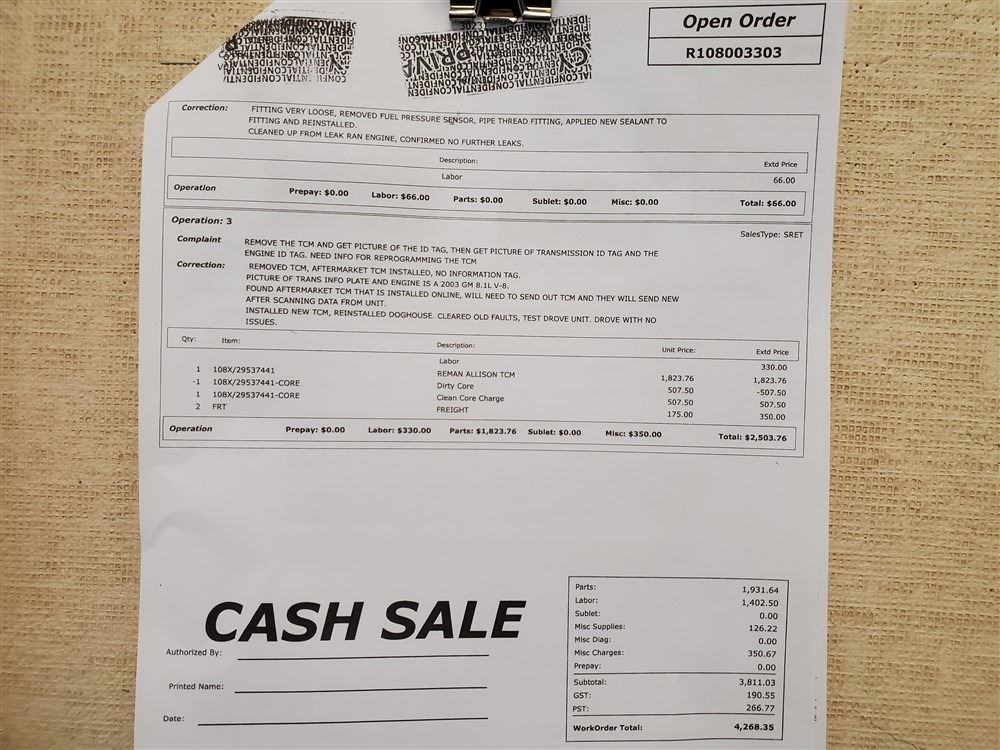 Open Order
R108003303
Correction: FITTING VERY LOOSE, REMOVED FUEL PRESSURE SENSOR, PIPE THREAD FITTING, APPLIED NEW SEALANT TO
FITTING AND REINSTALLED.
CLEANED UP FROM LEAK RAN ENGINE, CONFIRMED NO FURTHER LEAKS.
Description: Extd Price
Labor 66.00
Operation Prepay: $0.00 Labor: $66.00 Parts: $0.00 Sublet: $0.00 Misc: $0.00 Total: $66.00
Operation: 3 SalesType: SRET
Complaint REMOVE THE TCM AND GET PICTURE OF THE ID TAG, THEN GET PICTURE OF TRANSMISSION ID TAG AND THE
ENGINE ID TAG. NEED INFO FOR REPROGRAMMING THE TCM
Correction: REMOVED TCM, AFTERMARKET TCM INSTALLED, NO INFORMATION TAG.
PICTURE OF TRANS INFO PLATE AND ENGINE IS A 2003 GM 8.1L V-8.
FOUND AFTERMARKET TCM THAT IS INSTALLED ONLINE, WILL NEED TO SEND OUT TCM AND THEY WILL SEND NEW
AFTER SCANNING DATA FROM UNIT.
INSTALLED NEW TCM, REINSTALLED DOGHOUSE. CLEARED OLD FAULTS, TEST DROVE UNIT. DROVE WITH NO
ISSUES.
Qty: Item: Description: Unit Price: Extd Price
Labor 330.00
1 108X/29537441 REMAN ALLISON TCM 1,823.76 1,823.76
-1 108X/29537441-CORE Dirty Core 507.50 -507.50
1 108X/29537441-CORE Clean Core Charge 507.50 507.50
2 FRT FREIGHT 175.00 350.00
Operation Prepay: $0.00 Labor: $330.00 Parts: $1,823.76 Sublet: $0.00 Misc: $350.00 Total: $2,503.76
CASH SALE
Authorized By:
Printed Name:
Date:
Parts: 1,931.64
Labor: 1,402.50
Sublet: 0.00
Misc Supplies: 126.22
Misc Diag: 0.00
Misc Charges: 350.67
Prepay: 0.00
Subtotal: 3,811.03
GST: 190.55
PST: 266.77
WorkOrder Total: 4,268.35